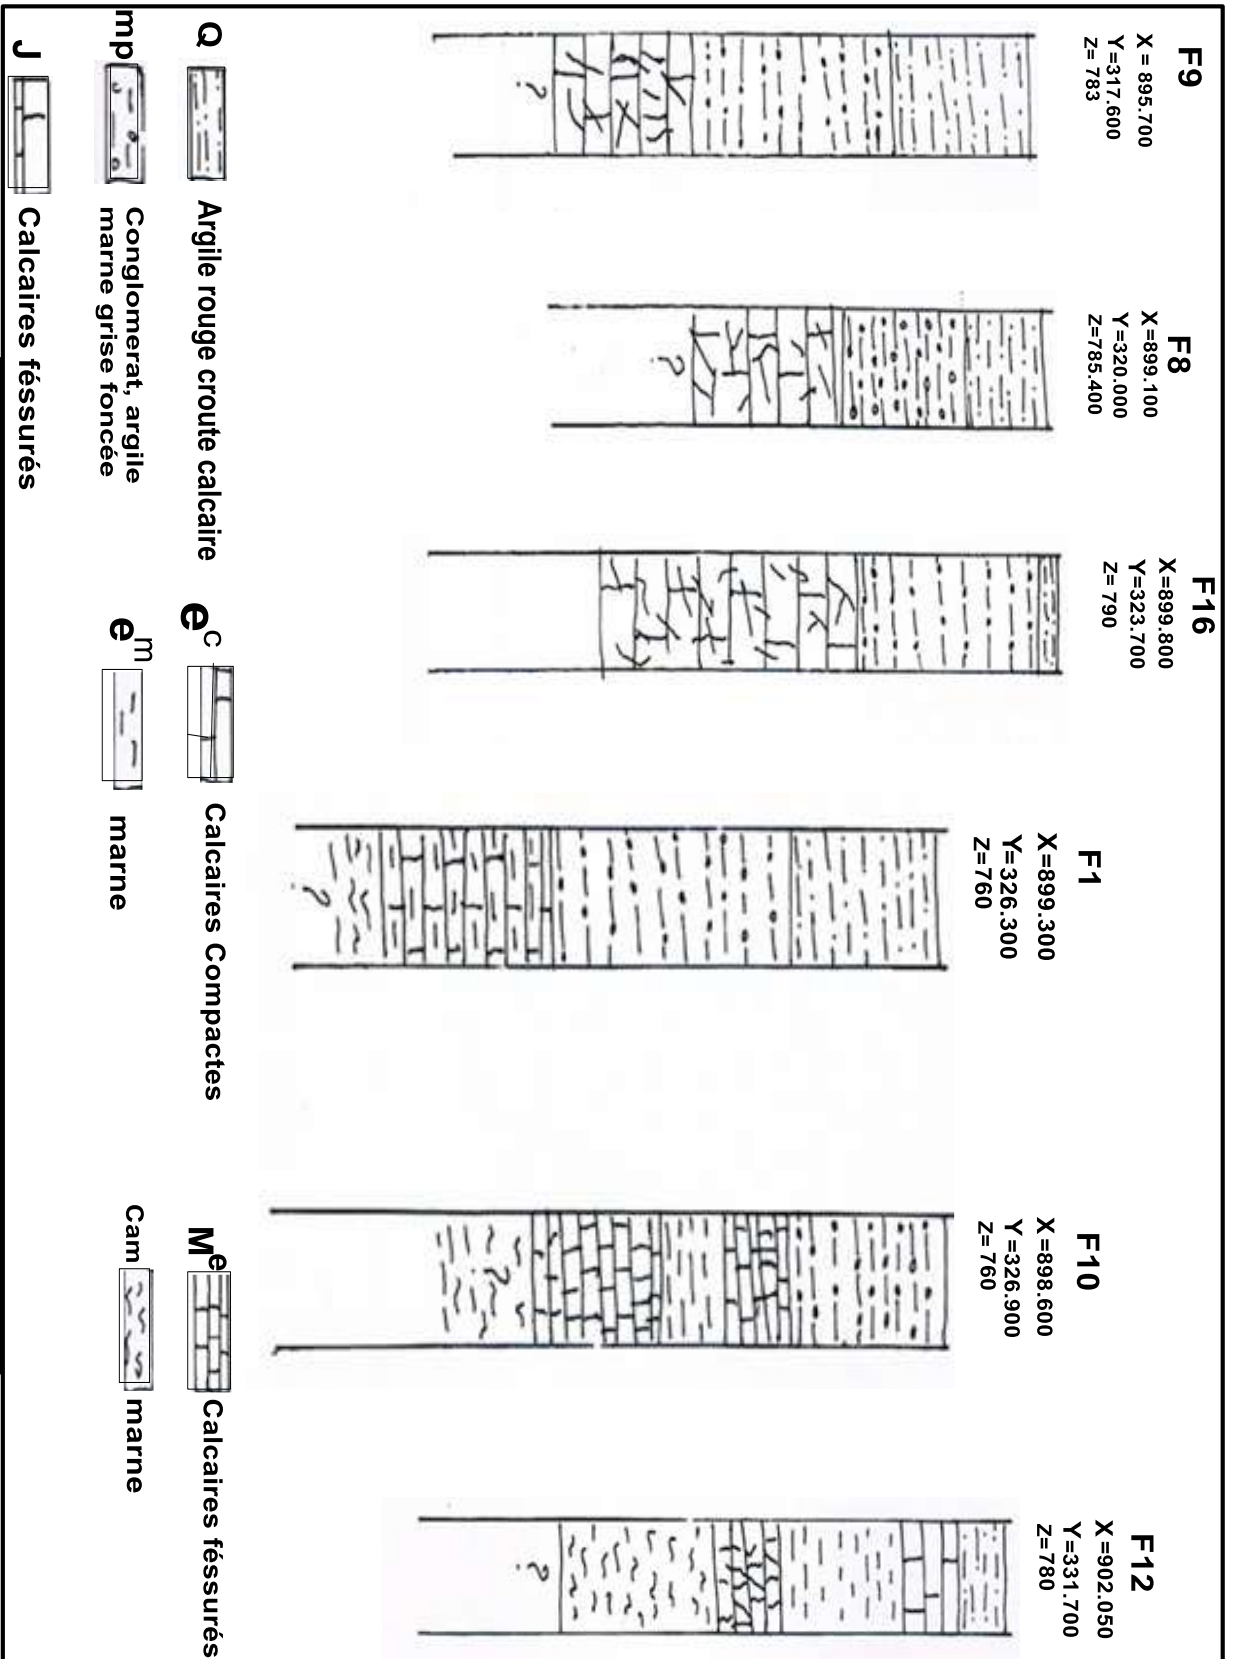 F9
X = 895.700
Y=317.600
Z= 783
?
F8
X=899.100
Y=320.000
Z=785.400
?
F16
X=899.800
Y=323.700
Z= 790
F1
X=899.300
Y=326.300
Z=760
?
F10
X =898.600
Y=326.900
Z= 760
?
F12
X =902.050
Y=331.700
Z= 780
?
Q Argile rouge croute calcaire
mp Conglomerat, argile
marne grise foncée
J Calcaires féssurés
e^c Calcaires Compactes
e^m marne
M^e Calcaires féssurés
Cam marne